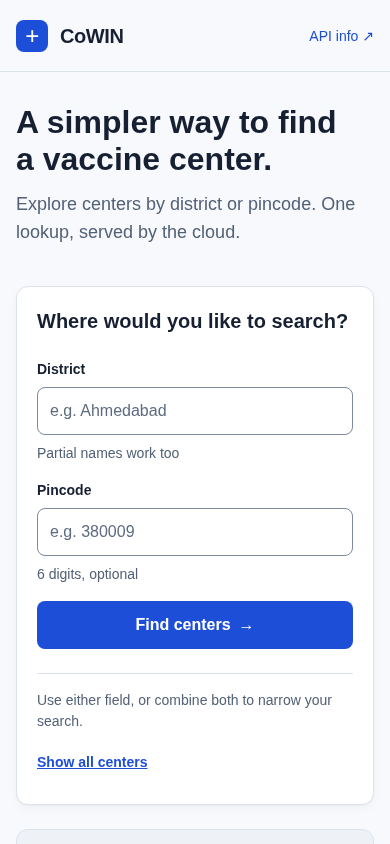 CoWIN
API info ↗
A simpler way to find
a vaccine center.
Explore centers by district or pincode. One
lookup, served by the cloud.
Where would you like to search?
District
e.g. Ahmedabad
Partial names work too
Pincode
e.g. 380009
6 digits, optional
Find centers →
Use either field, or combine both to narrow your
search.
Show all centers